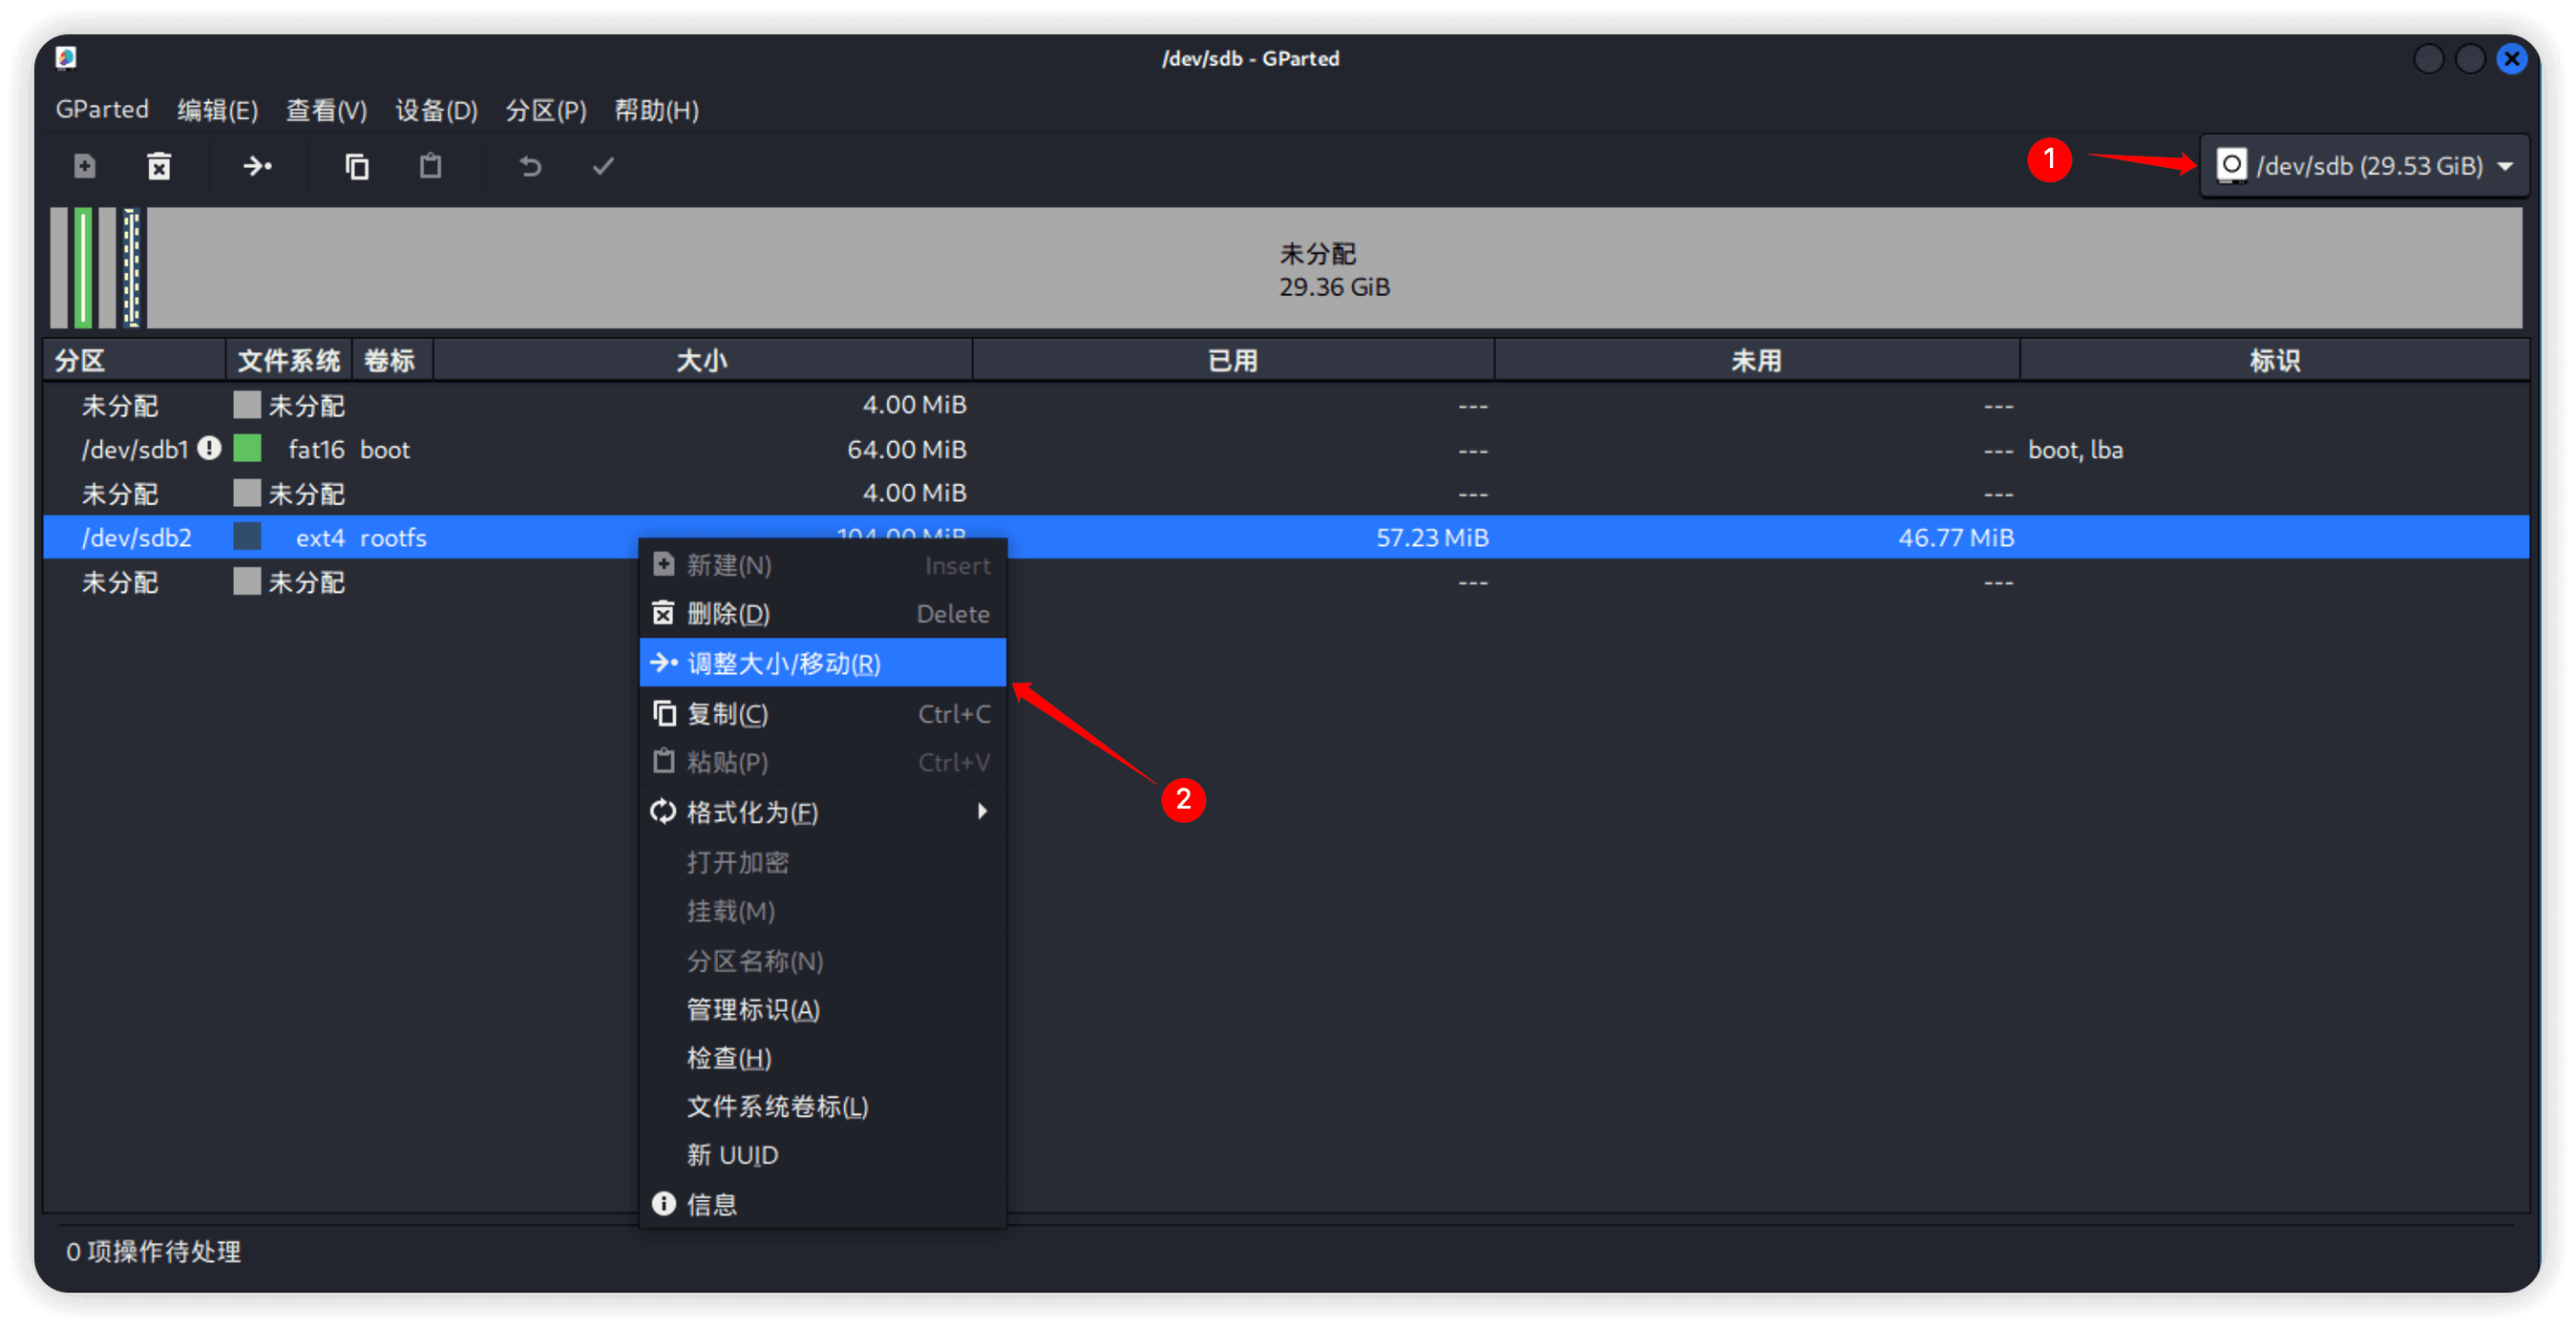 /dev/sdb - GParted
GParted 编辑(E) 查看(V) 设备(D) 分区(P) 帮助(H)
1 /dev/sdb (29.53 GiB)
未分配
29.36 GiB
分区 文件系统 卷标 大小 已用 未用 标识
未分配 未分配 4.00 MiB --- ---
/dev/sdb1 fat16 boot 64.00 MiB --- --- boot, lba
未分配 未分配 4.00 MiB --- ---
/dev/sdb2 ext4 rootfs 104.00 MiB 57.23 MiB 46.77 MiB
未分配 未分配 --- ---
新建(N) Insert
删除(D) Delete
调整大小/移动(R)
复制(C) Ctrl+C
粘贴(P) Ctrl+V
2
格式化为(F)
打开加密
挂载(M)
分区名称(N)
管理标识(A)
检查(H)
文件系统卷标(L)
新 UUID
信息
0 项操作待处理